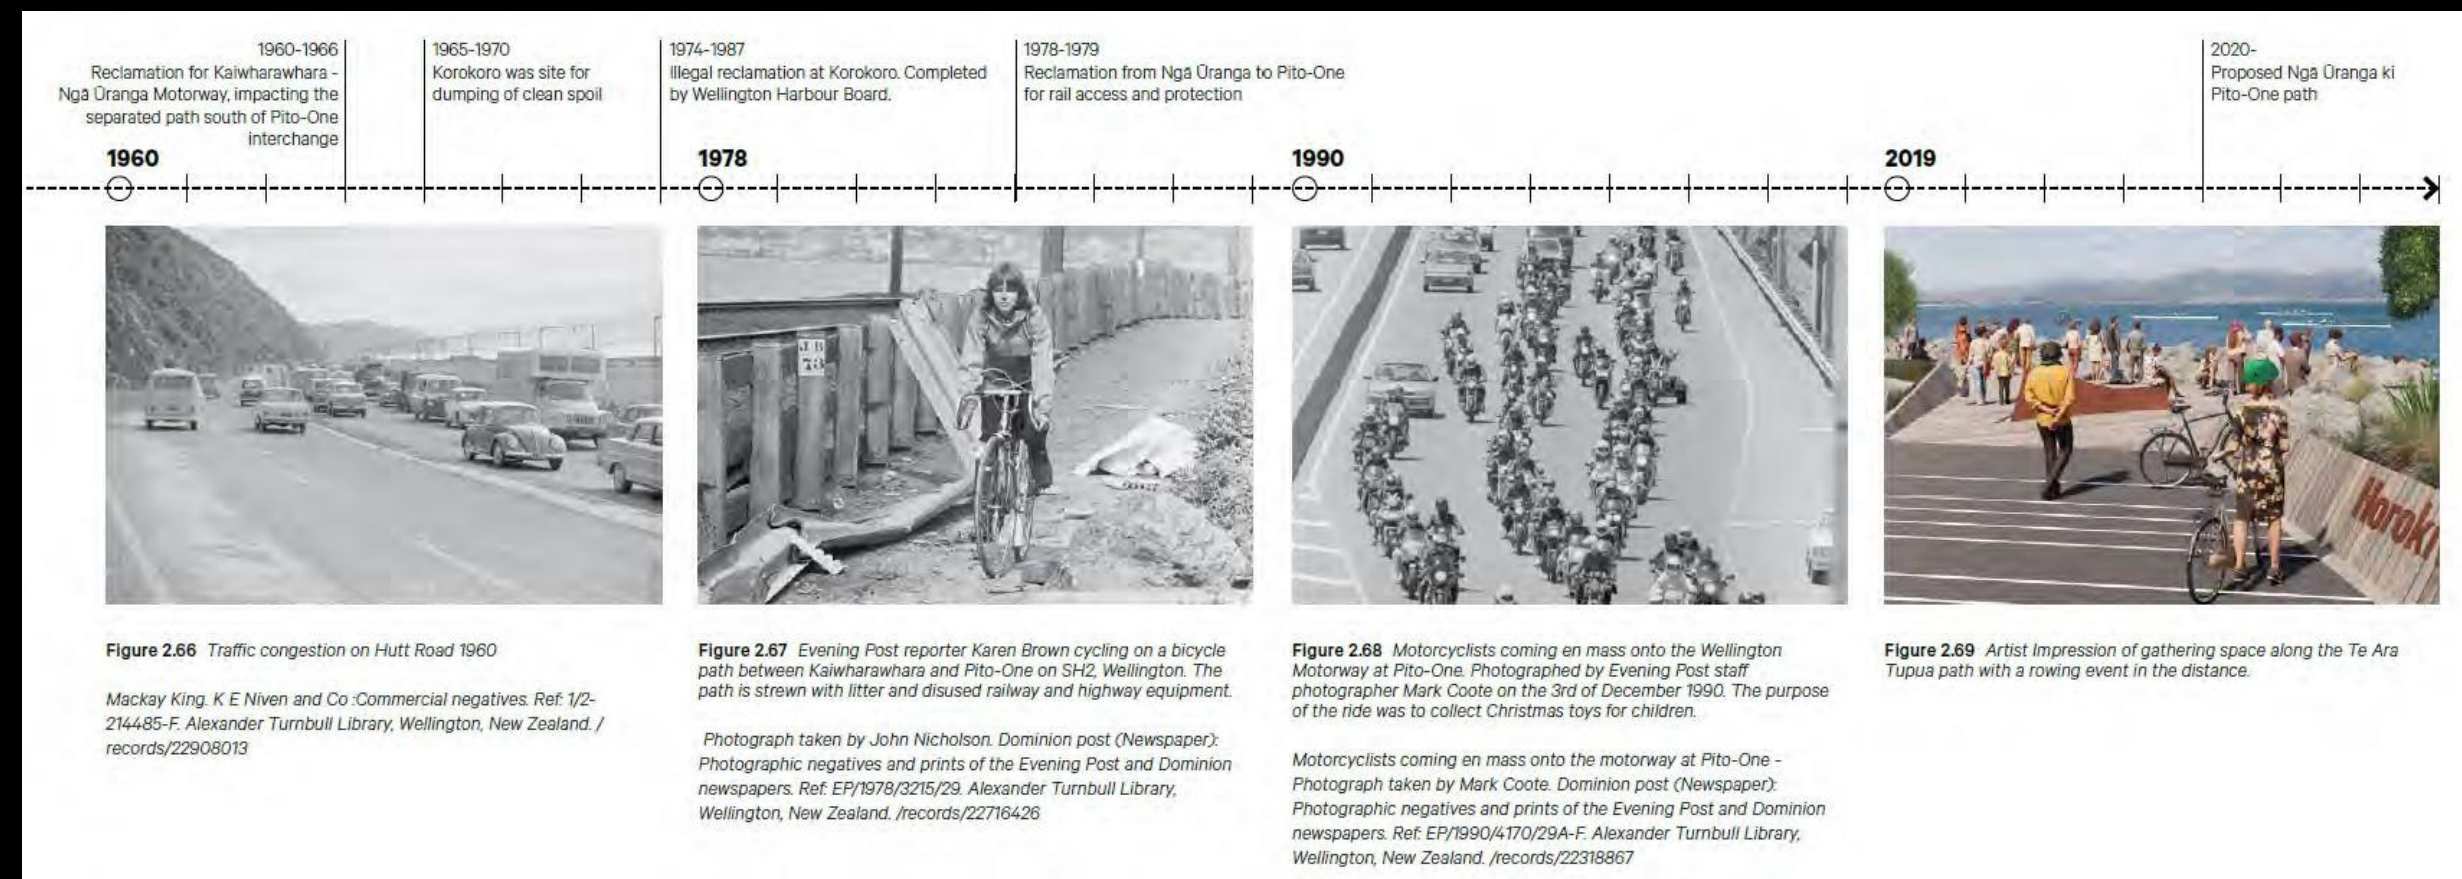 1960-1966
Reclamation for Kaiwharawhara -
Ngā Ūranga Motorway, impacting the
separated path south of Pito-One
interchange
1965-1970
Korokoro was site for
dumping of clean spoil
1974-1987
Illegal reclamation at Korokoro. Completed
by Wellington Harbour Board.
1978-1979
Reclamation from Ngā Ūranga to Pito-One
for rail access and protection
2020-
Proposed Ngā Ūranga ki
Pito-One path
1960
1978
1990
2019
J B
73
Horoki
Figure 2.66 Traffic congestion on Hutt Road 1960
Mackay King. K E Niven and Co :Commercial negatives. Ref: 1/2-
214485-F. Alexander Turnbull Library, Wellington, New Zealand. /
records/22908013
Figure 2.67 Evening Post reporter Karen Brown cycling on a bicycle
path between Kaiwharawhara and Pito-One on SH2, Wellington. The
path is strewn with litter and disused railway and highway equipment.
Photograph taken by John Nicholson. Dominion post (Newspaper):
Photographic negatives and prints of the Evening Post and Dominion
newspapers. Ref: EP/1978/3215/29. Alexander Turnbull Library,
Wellington, New Zealand. /records/22716426
Figure 2.68 Motorcyclists coming en mass onto the Wellington
Motorway at Pito-One. Photographed by Evening Post staff
photographer Mark Coote on the 3rd of December 1990. The purpose
of the ride was to collect Christmas toys for children.
Motorcyclists coming en mass onto the motorway at Pito-One -
Photograph taken by Mark Coote. Dominion post (Newspaper):
Photographic negatives and prints of the Evening Post and Dominion
newspapers. Ref: EP/1990/4170/29A-F. Alexander Turnbull Library,
Wellington, New Zealand. /records/22318867
Figure 2.69 Artist Impression of gathering space along the Te Ara
Tupua path with a rowing event in the distance.